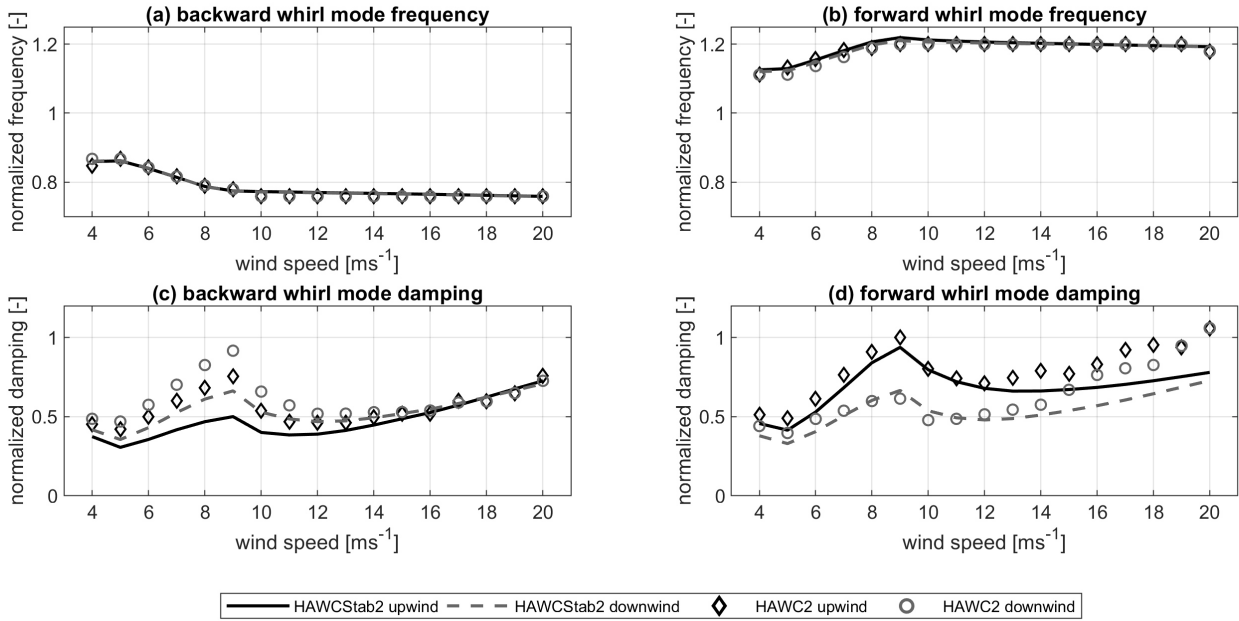 (a) backward whirl mode frequency
normalized frequency [-]
1.2
1
0.8
4 6 8 10 12 14 16 18 20
wind speed [ms-1]
(b) forward whirl mode frequency
normalized frequency [-]
1.2
1
0.8
4 6 8 10 12 14 16 18 20
wind speed [ms-1]
(c) backward whirl mode damping
normalized damping [-]
1
0.5
0
4 6 8 10 12 14 16 18 20
wind speed [ms-1]
(d) forward whirl mode damping
normalized damping [-]
1
0.5
0
4 6 8 10 12 14 16 18 20
wind speed [ms-1]
HAWCStab2 upwind HAWCStab2 downwind HAWC2 upwind HAWC2 downwind